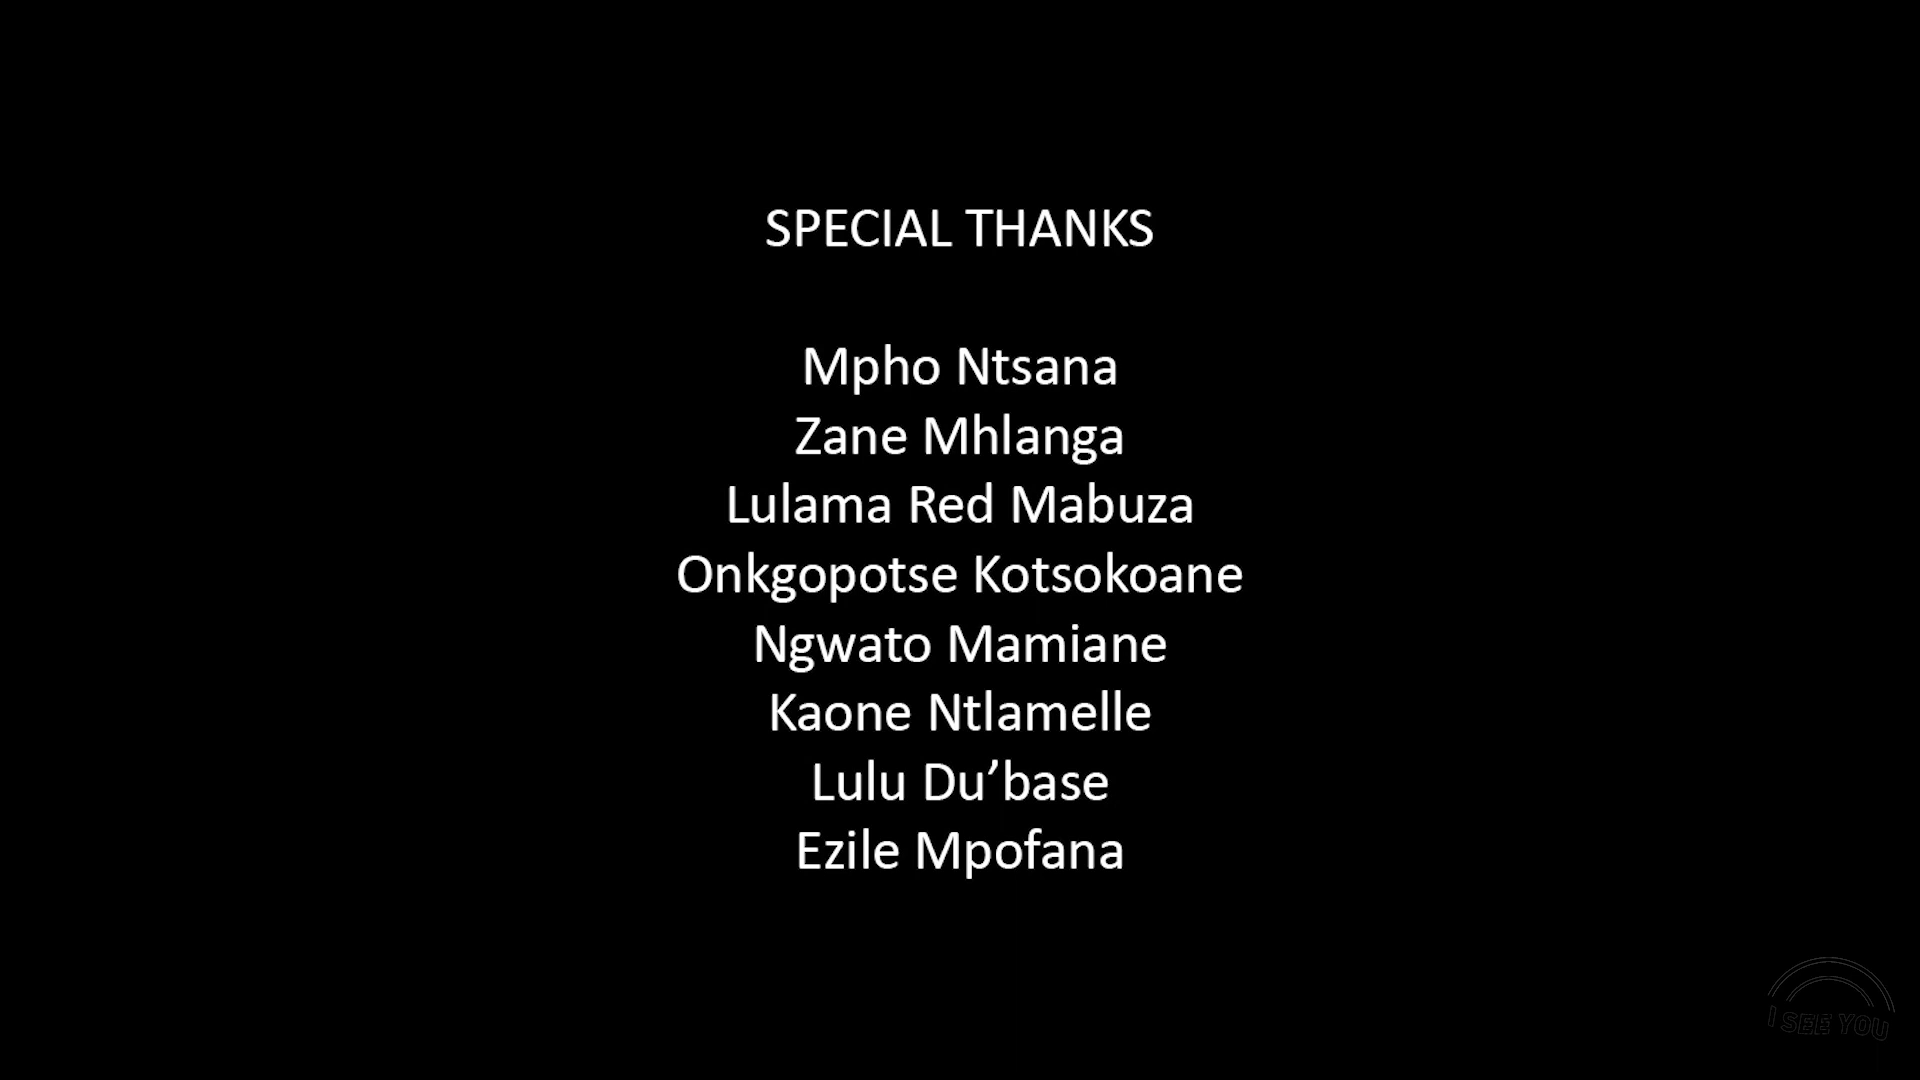 SPECIAL THANKS
Mpho Ntsana
Zane Mhlanga
Lulama Red Mabuza
Onkgopotse Kotsokoane
Ngwato Mamiane
Kaone Ntlamelle
Lulu Du’base
Ezile Mpofana
I SEE YOU